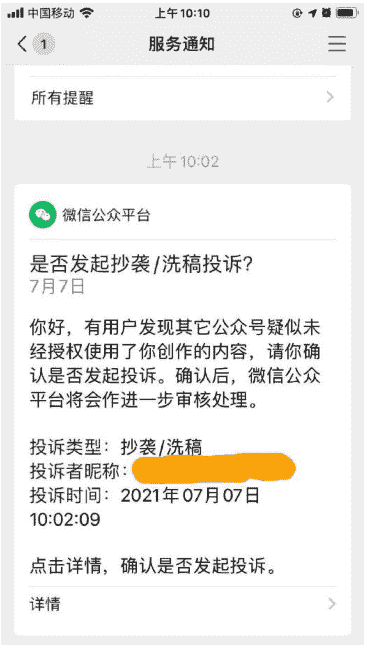 中国移动
上午10:10
1
服务通知
所有提醒
上午 10:02
微信公众平台
是否发起抄袭/洗稿投诉?
7月7日
你好，有用户发现其它公众号疑似未
经授权使用了你创作的内容，请你确
认是否发起投诉。确认后，微信公众
平台将会作进一步审核处理。
投诉类型：抄袭/洗稿
投诉者昵称：
投诉时间：2021年07月07日
10:02:09
点击详情，确认是否发起投诉。
详情